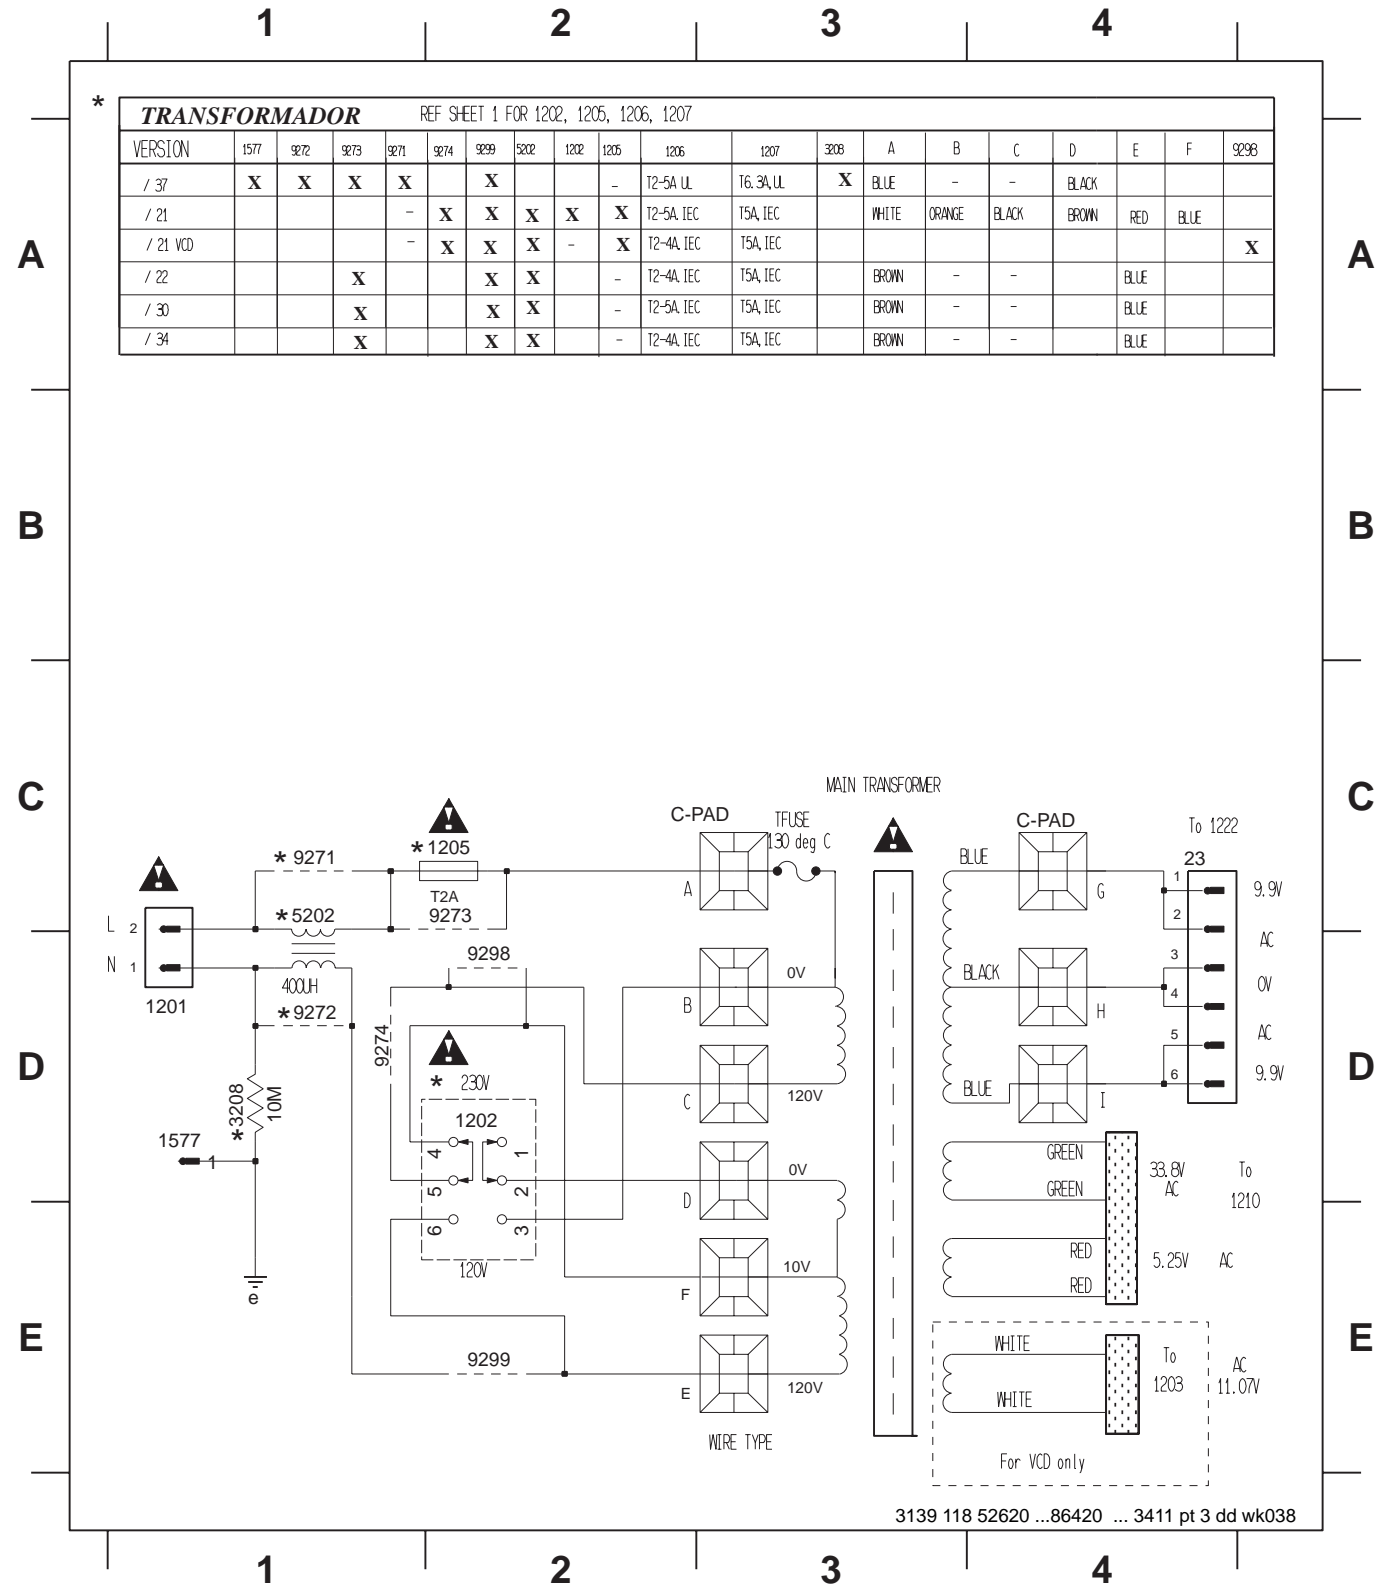 1 2 3 4
*
TRANSFORMADOR REF SHEET 1 FOR 1202, 1205, 1206, 1207
VERSION 1577 9272 9273 9271 9274 9299 5202 1202 1205 1206 1207 3208 A B C D E F 9298
/ 37 X X X X X - T2-5A UL T6.3A,UL X BLUE - - BLACK
/ 21 - X X X X X T2-5A. IEC T5A, IEC WHITE ORANGE BLACK BROWN RED BLUE
/ 21 VCD - X X X - X T2-4A. IEC T5A, IEC X
/ 22 X X X - T2-4A. IEC T5A, IEC BROWN - - BLUE
/ 30 X X X - T2-5A. IEC T5A, IEC BROWN - - BLUE
/ 34 X X X - T2-4A. IEC T5A, IEC BROWN - - BLUE
A A
B B
C C
MAIN TRANSFORMER
C-PAD TFUSE C-PAD To 1222
130 deg C
* 1205
* 9271 BLUE 23
T2A A G 1 9.9V
*5202 9273 2
L 2
AC
9298 3
N 1 0V BLACK
400UH 4 0V
1201 B H
*9272
9274 5 AC
D D
* 230V 6 9.9V
*3208 10M 120V BLUE
C I
1202
1577 4 1
1 GREEN
0V 33.8V To
5 2 GREEN AC
D 1210
6 3
RED
120V 10V 5.25V AC
e F RED
E E
WHITE To AC
9299 1203 11.07V
E 120V WHITE
WIRE TYPE
For VCD only
3139 118 52620 ...86420 ... 3411 pt 3 dd wk038
1 2 3 4